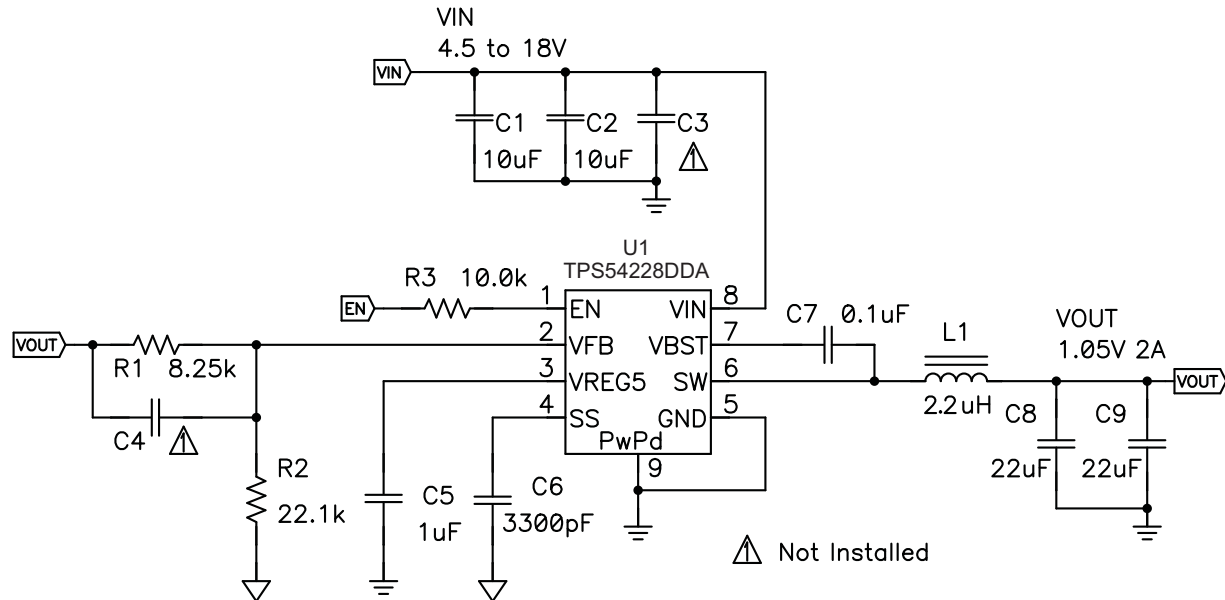 VIN
4.5 to 18V
VIN
C1
C2
C3
10uF
10uF
1
U1
TPS54228DDA
R3 10.0k
EN
1
EN
VIN
8
C7 0.1uF
VOUT
2
VFB
VBST
7
L1
VOUT
1.05V 2A
R1 8.25k
3
VREG5
SW
6
VOUT
2.2uH
4
SS
GND
5
C8
C9
C4
1
PwPd
9
22uF
22uF
R2
22.1k
C5
1uF
C6
3300pF
1 Not Installed